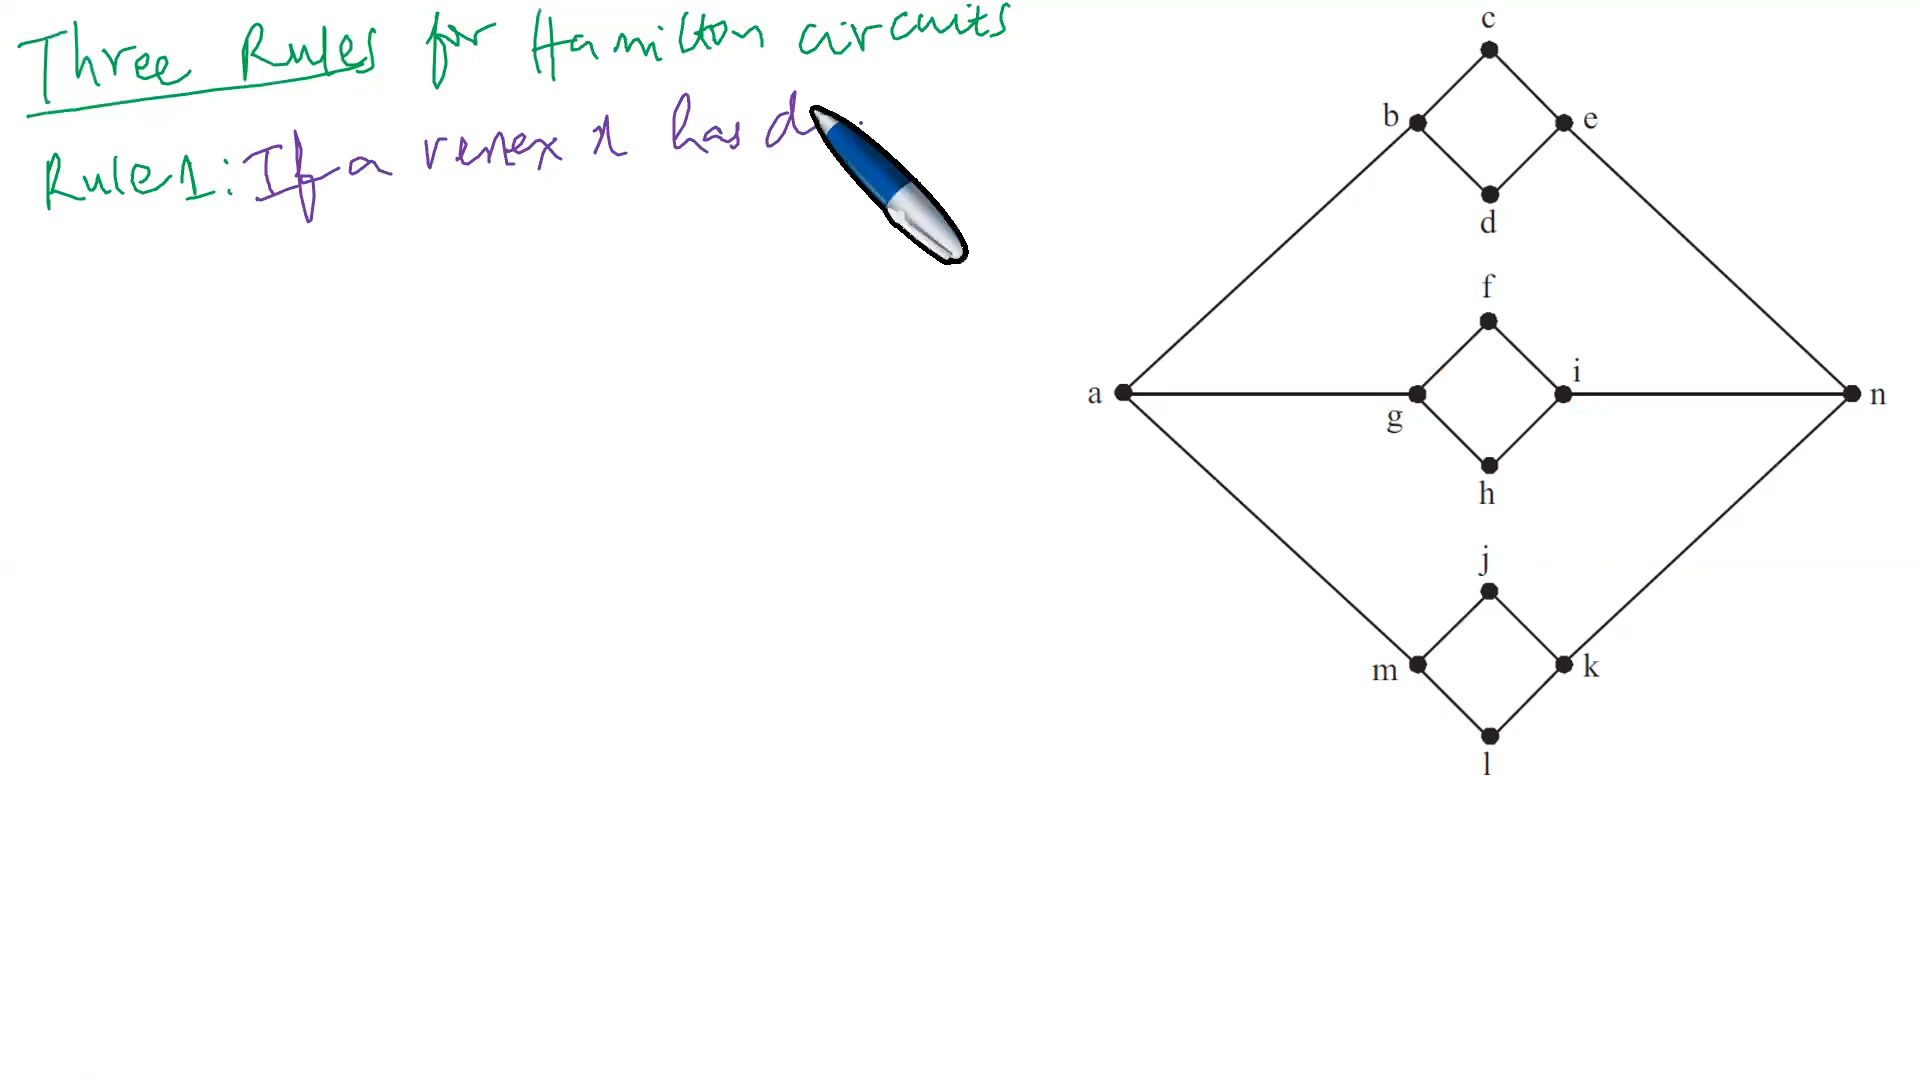 Three Rules for Hamilton circuits
Rule 1: If a vertex x has d
c
b
e
d
f
i
a
n
g
h
j
m
k
l